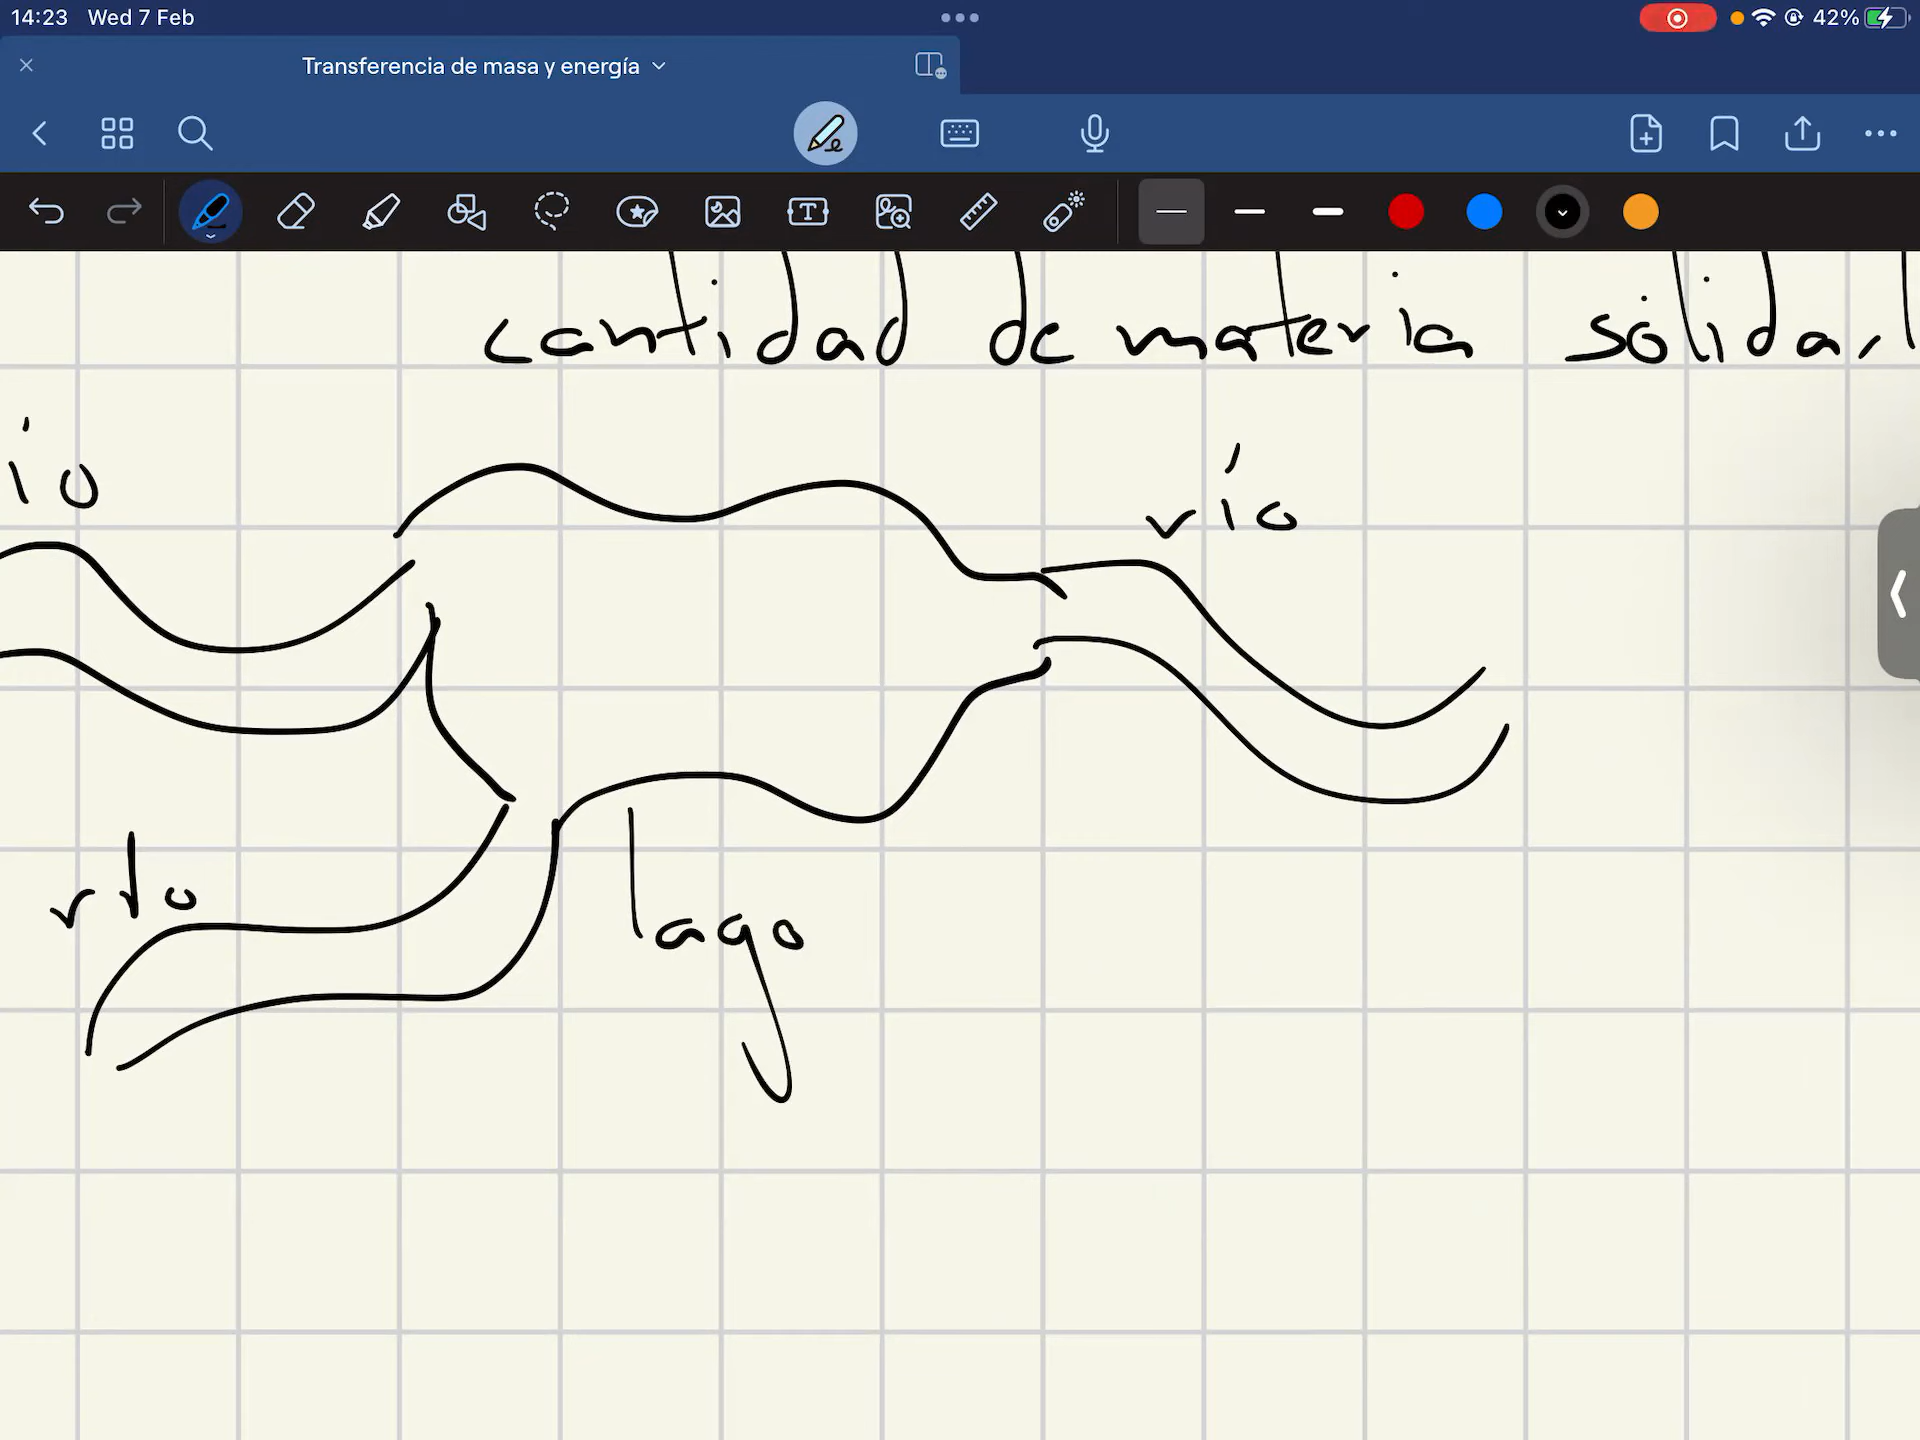 14:23 Wed 7 Feb 42%
Transferencia de masa y energía
cantidad de materia sólida, l
ío
río
río
lago